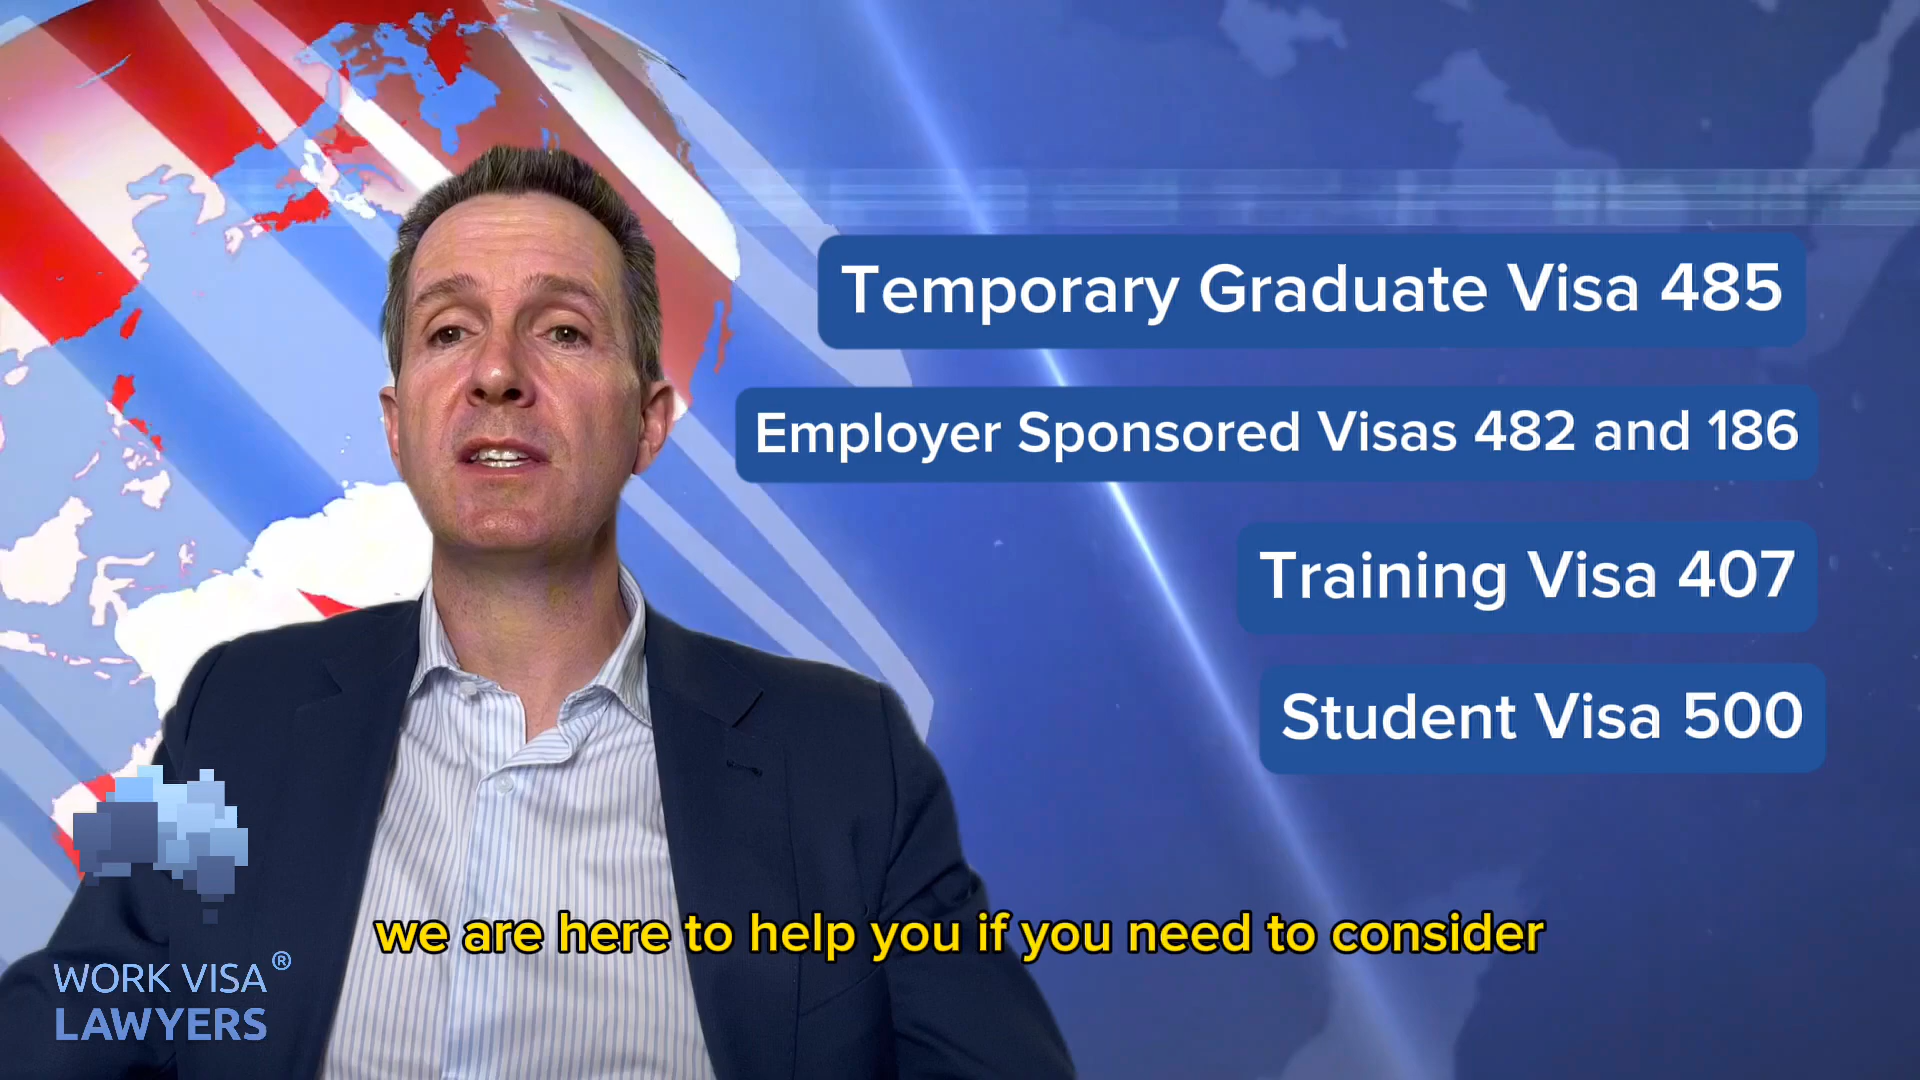 Temporary Graduate Visa 485
Employer Sponsored Visas 482 and 186
Training Visa 407
Student Visa 500
we are here to help you if you need to consider
WORK VISA®
LAWYERS